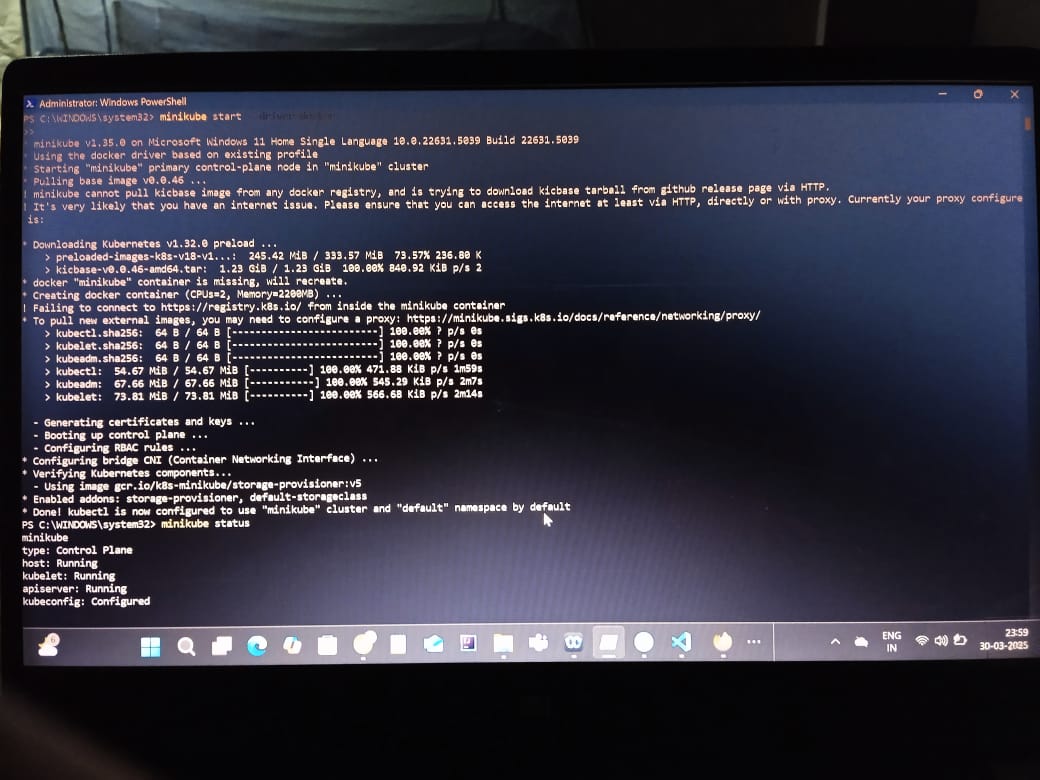 Administrator: Windows PowerShell
PS C:\WINDOWS\system32> minikube start --driver=docker
>>
* minikube v1.35.0 on Microsoft Windows 11 Home Single Language 10.0.22631.5039 Build 22631.5039
* Using the docker driver based on existing profile
* Starting "minikube" primary control-plane node in "minikube" cluster
* Pulling base image v0.0.46 ...
! minikube cannot pull kicbase image from any docker registry, and is trying to download kicbase tarball from github release page via HTTP.
! It's very likely that you have an internet issue. Please ensure that you can access the internet at least via HTTP, directly or with proxy. Currently your proxy configure
is:
* Downloading Kubernetes v1.32.0 preload ...
> preloaded-images-k8s-v18-v1...: 245.42 MiB / 333.57 MiB 73.57% 236.80 K
> kicbase-v0.0.46-amd64.tar: 1.23 GiB / 1.23 GiB 100.00% 840.92 KiB p/s 2
* docker "minikube" container is missing, will recreate.
* Creating docker container (CPUs=2, Memory=2200MB) ...
! Failing to connect to https://registry.k8s.io/ from inside the minikube container
* To pull new external images, you may need to configure a proxy: https://minikube.sigs.k8s.io/docs/reference/networking/proxy/
> kubectl.sha256: 64 B / 64 B [-------------------------] 100.00% ? p/s 0s
> kubelet.sha256: 64 B / 64 B [-------------------------] 100.00% ? p/s 0s
> kubeadm.sha256: 64 B / 64 B [-------------------------] 100.00% ? p/s 0s
> kubectl: 54.67 MiB / 54.67 MiB [----------] 100.00% 471.88 KiB p/s 1m59s
> kubeadm: 67.66 MiB / 67.66 MiB [-----------] 100.00% 545.29 KiB p/s 2m7s
> kubelet: 73.81 MiB / 73.81 MiB [----------] 100.00% 566.68 KiB p/s 2m14s
- Generating certificates and keys ...
- Booting up control plane ...
- Configuring RBAC rules ...
* Configuring bridge CNI (Container Networking Interface) ...
* Verifying Kubernetes components...
- Using image gcr.io/k8s-minikube/storage-provisioner:v5
* Enabled addons: storage-provisioner, default-storageclass
* Done! kubectl is now configured to use "minikube" cluster and "default" namespace by default
PS C:\WINDOWS\system32> minikube status
minikube
type: Control Plane
host: Running
kubelet: Running
apiserver: Running
kubeconfig: Configured
6
ENG
IN
23:59
30-03-2025